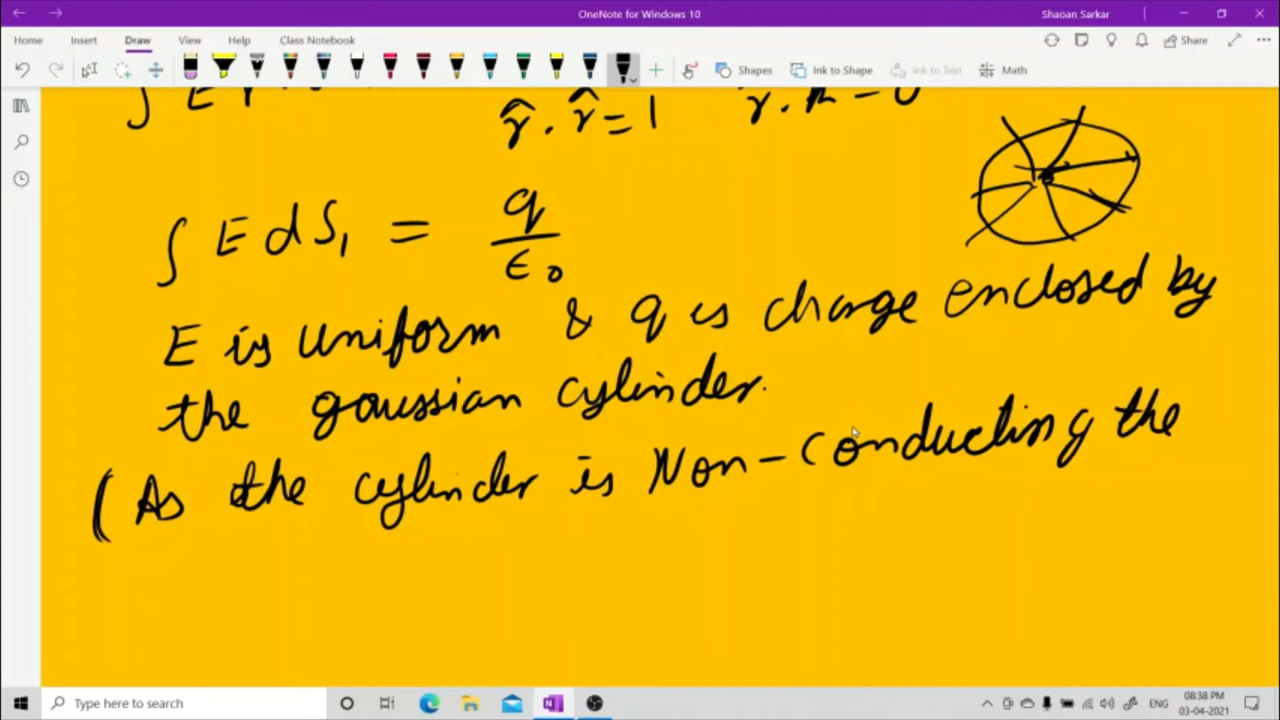 OneNote for Windows 10
Shaoan Sarkar
Home Insert Draw View Help Class Notebook
Share
Shapes Ink to Shape Ink to Text Math
r̂ . r̂ = 1
∫ E dS₁ = q/ε₀
E is uniform & q is charge enclosed by
the gaussian cylinder.
(As the cylinder is Non-conducting the
Type here to search
ENG
08:38 PM
03-04-2021